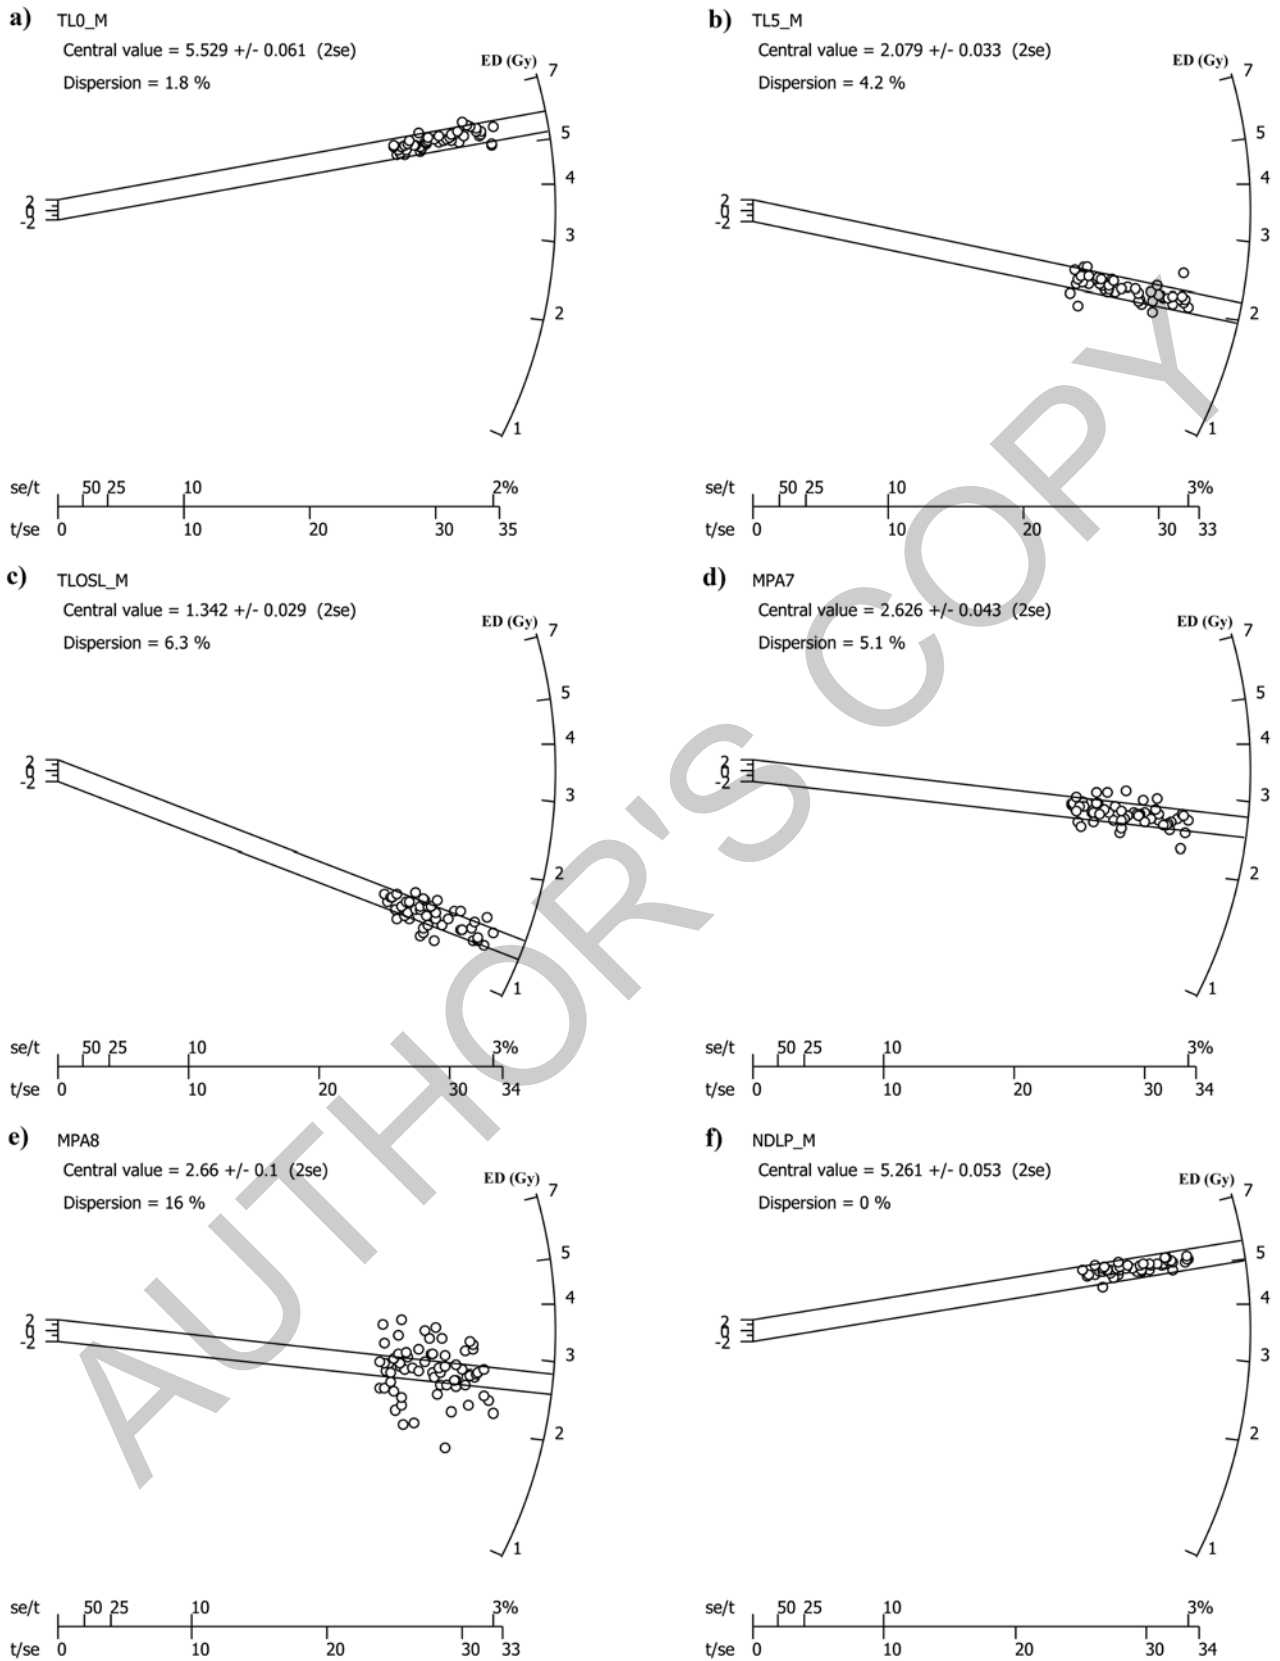 a) TL0_M
Central value = 5.529 +/- 0.061 (2se)
Dispersion = 1.8 %
ED (Gy)
7
5
4
3
2
1
2
0
-2
se/t 50 25 10 2%
t/se 0 10 20 30 35
b) TL5_M
Central value = 2.079 +/- 0.033 (2se)
Dispersion = 4.2 %
ED (Gy)
7
5
4
3
2
1
2
0
-2
se/t 50 25 10 3%
t/se 0 10 20 30 33
c) TLOSL_M
Central value = 1.342 +/- 0.029 (2se)
Dispersion = 6.3 %
ED (Gy)
7
5
4
3
2
1
2
0
-2
se/t 50 25 10 3%
t/se 0 10 20 30 34
d) MPA7
Central value = 2.626 +/- 0.043 (2se)
Dispersion = 5.1 %
ED (Gy)
7
5
4
3
2
1
2
0
-2
se/t 50 25 10 3%
t/se 0 10 20 30 34
e) MPA8
Central value = 2.66 +/- 0.1 (2se)
Dispersion = 16 %
ED (Gy)
7
5
4
3
2
1
2
0
-2
se/t 50 25 10 3%
t/se 0 10 20 30 33
f) NDLP_M
Central value = 5.261 +/- 0.053 (2se)
Dispersion = 0 %
ED (Gy)
7
5
4
3
2
1
2
0
-2
se/t 50 25 10 3%
t/se 0 10 20 30 34
AUTHOR'S COPY